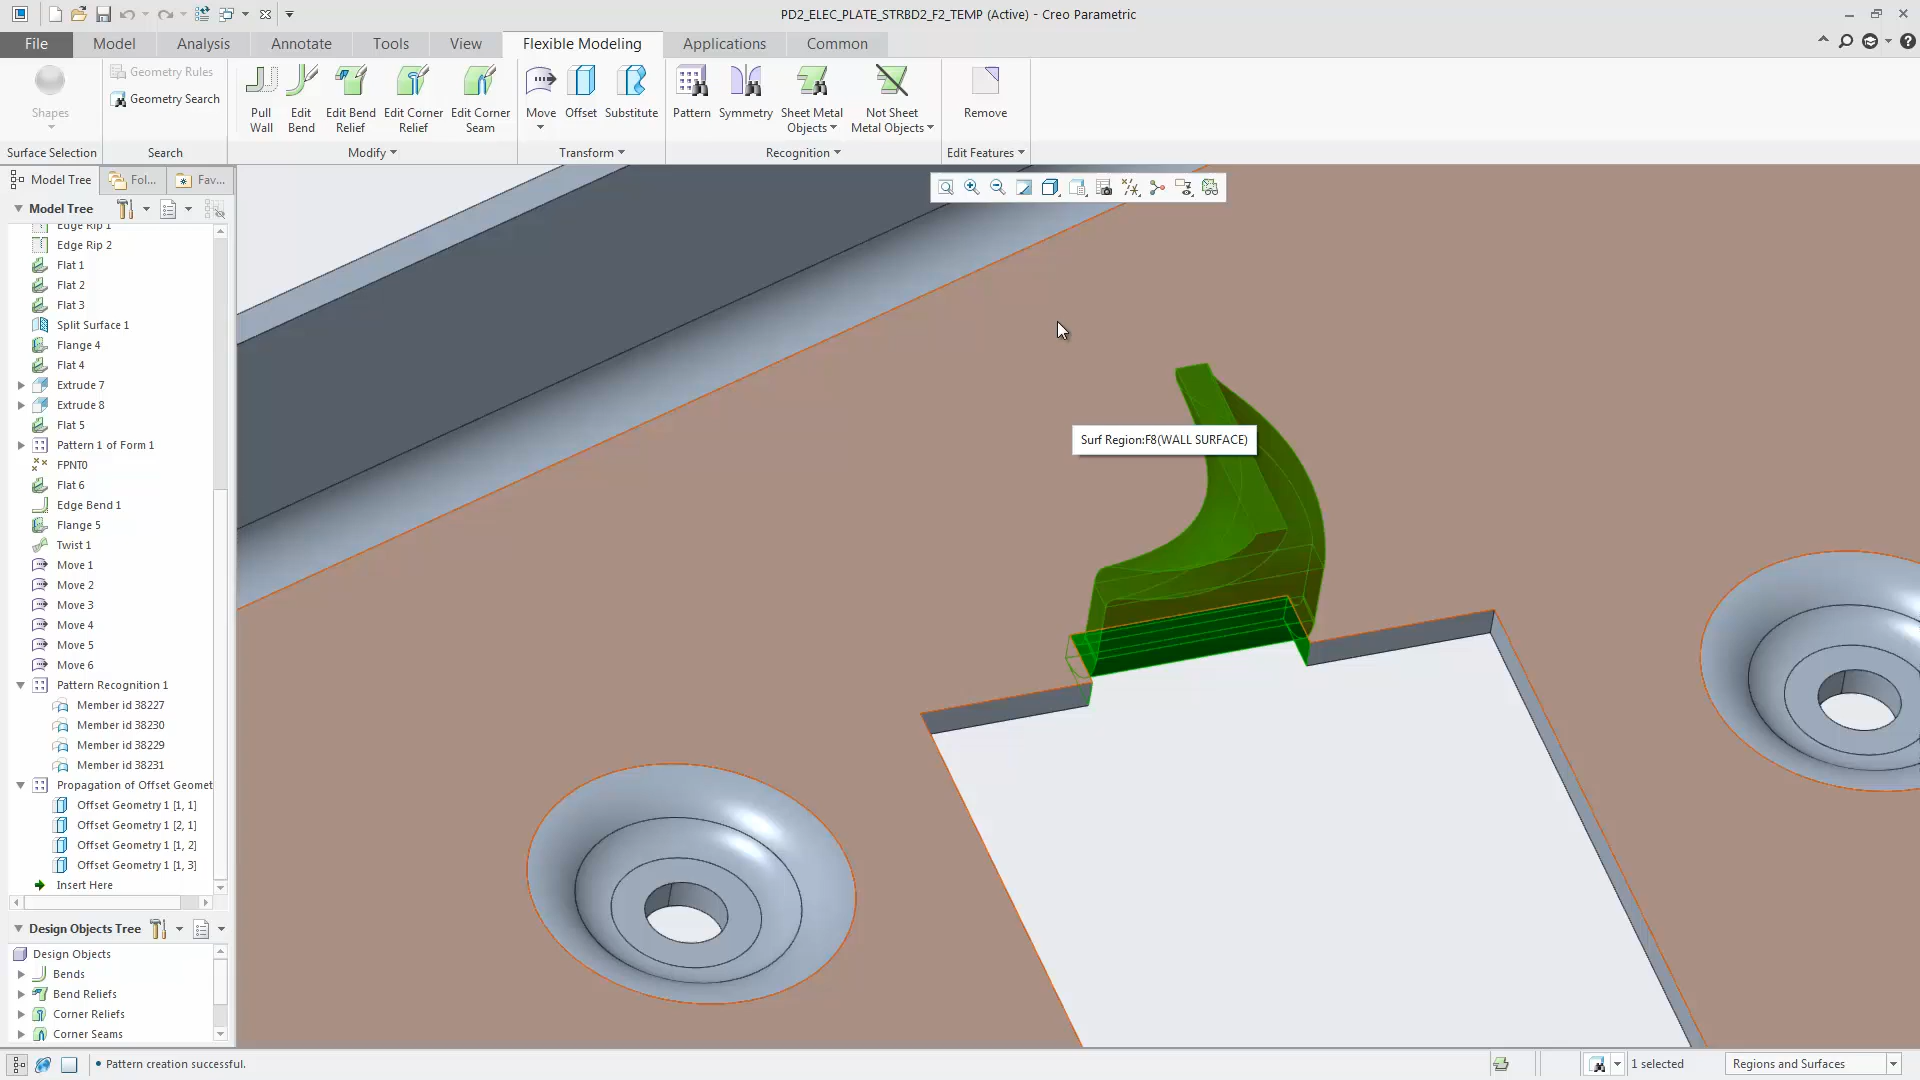 PD2_ELEC_PLATE_STRBD2_F2_TEMP (Active) - Creo Parametric
File
Model
Analysis
Annotate
Tools
View
Flexible Modeling
Applications
Common
Shapes
Geometry Rules
Geometry Search
Pull
Wall
Edit
Bend
Edit Bend
Relief
Edit Corner
Relief
Edit Corner
Seam
Move
Offset
Substitute
Pattern
Symmetry
Sheet Metal
Objects
Not Sheet
Metal Objects
Remove
Surface Selection
Search
Modify
Transform
Recognition
Edit Features
Model Tree
Fol...
Fav...
Model Tree
Edge Rip 1
Edge Rip 2
Flat 1
Flat 2
Flat 3
Split Surface 1
Flange 4
Flat 4
Extrude 7
Extrude 8
Flat 5
Pattern 1 of Form 1
FPNT0
Flat 6
Edge Bend 1
Flange 5
Twist 1
Move 1
Move 2
Move 3
Move 4
Move 5
Move 6
Pattern Recognition 1
Member id 38227
Member id 38230
Member id 38229
Member id 38231
Propagation of Offset Geomet
Offset Geometry 1 [1, 1]
Offset Geometry 1 [2, 1]
Offset Geometry 1 [1, 2]
Offset Geometry 1 [1, 3]
Insert Here
Design Objects Tree
Design Objects
Bends
Bend Reliefs
Corner Reliefs
Corner Seams
Surf Region:F8(WALL SURFACE)
• Pattern creation successful.
1 selected
Regions and Surfaces